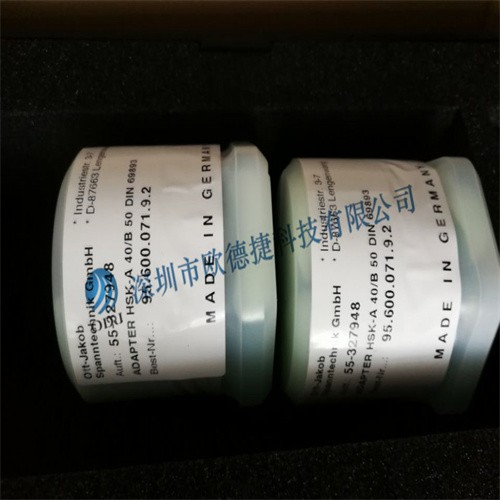 Ott-Jakob
Spanntechnik GmbH
* Industriestr. 3-7
* D-87663 Lengenwang
Auft.: 55-327948
ADAPTER HSK-A 40/B 50 DIN 69893
95.600.071.9.2
Best-Nr....:
MADE IN GERMANY
Ott-Jakob
Spanntechnik GmbH
Industriestr. 3-7
D-87663 Lengenwang
55-327948
ADAPTER HSK-A 40/B 50 DIN 69893
95.600.071.9.2
MADE IN GERMANY
深圳市欧德捷科技有限公司